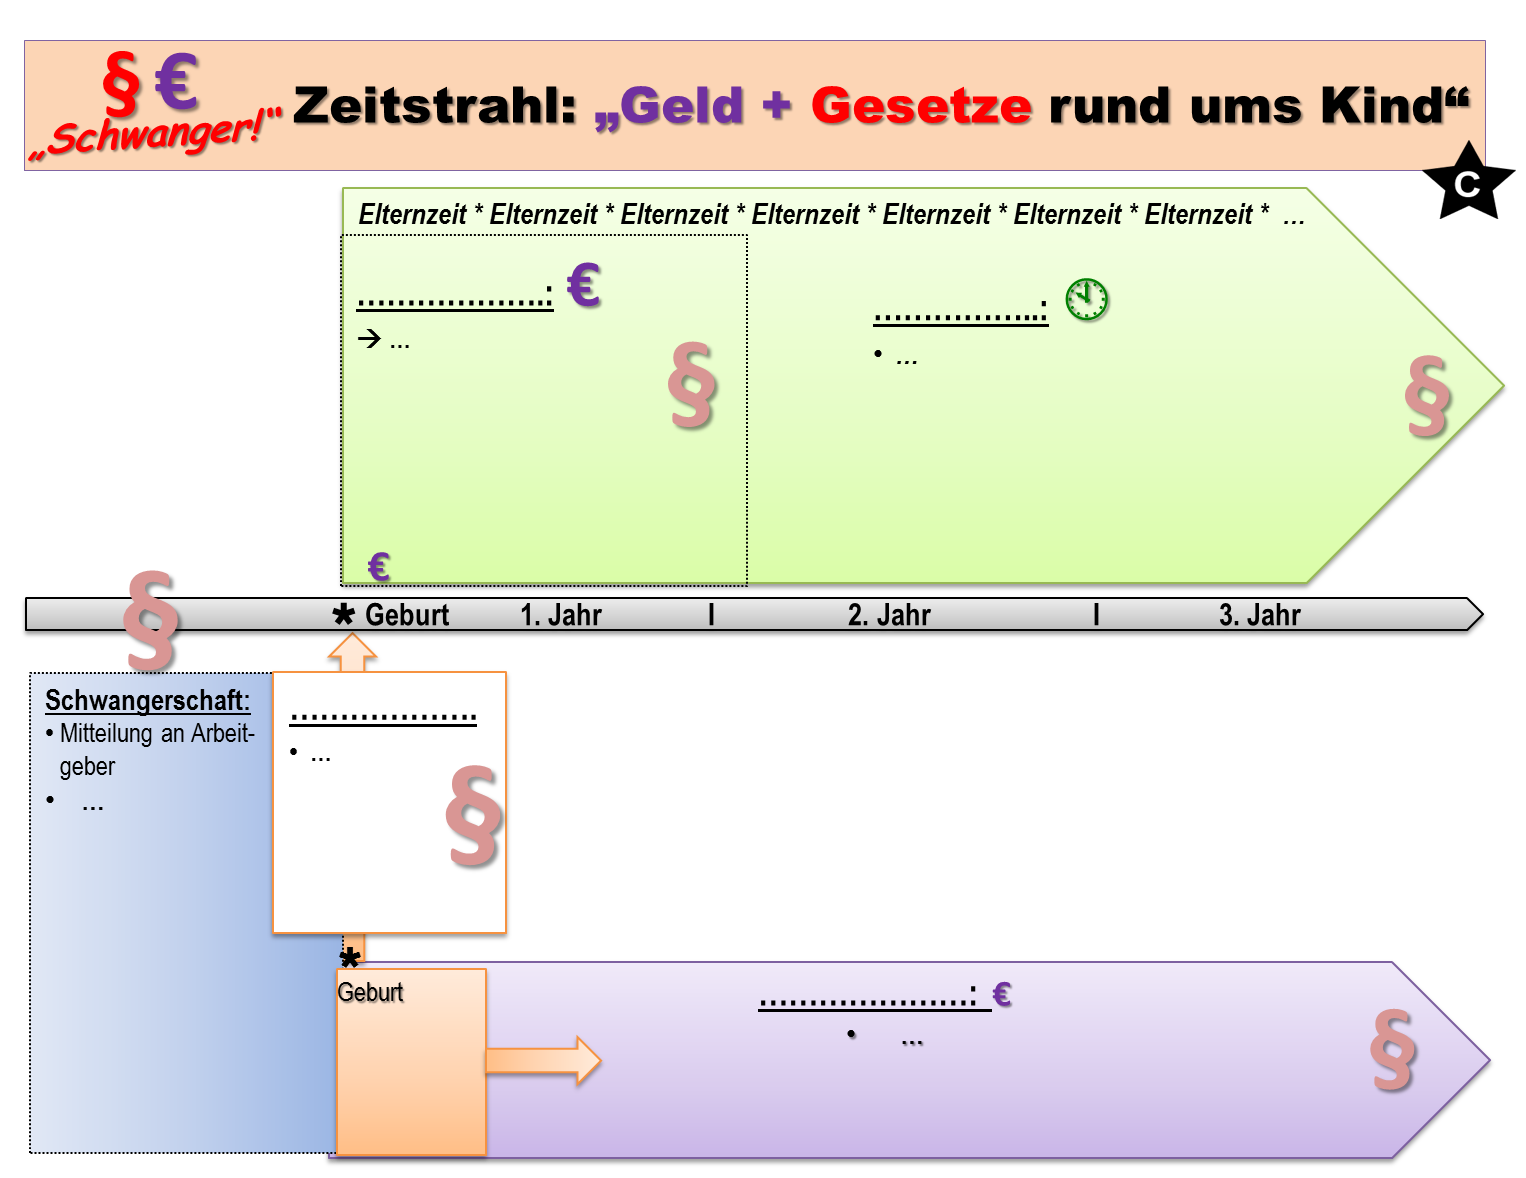 § €
„Schwanger!“
Zeitstrahl: „Geld + Gesetze rund ums Kind“
C
Elternzeit * Elternzeit * Elternzeit * Elternzeit * Elternzeit * Elternzeit * Elternzeit * …
………………: €
→ …
§
€
……………..:
• …
§
* Geburt 1. Jahr I 2. Jahr I 3. Jahr
§
Schwangerschaft:
• Mitteilung an Arbeit-
geber
• …
………………
• …
§
*
Geburt
…………………: €
• …
§